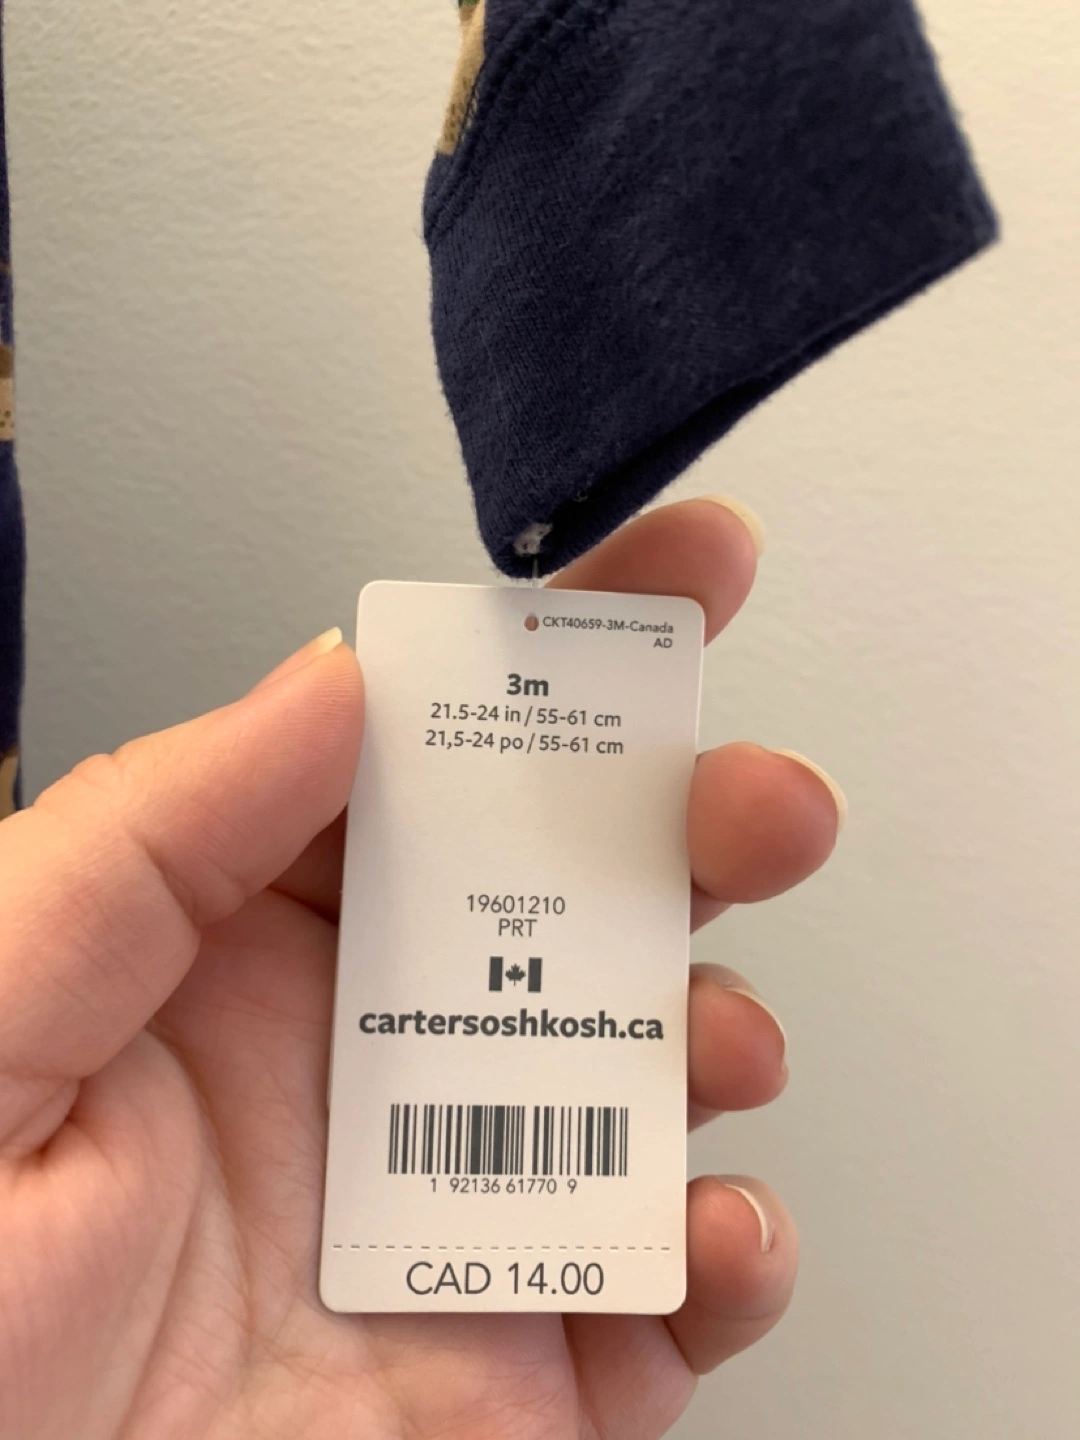 CKT40659-3M-Canada
AD
3m
21.5-24 in / 55-61 cm
21,5-24 po / 55-61 cm
19601210
PRT
cartersoshkosh.ca
1 92136 61770 9
CAD 14.00